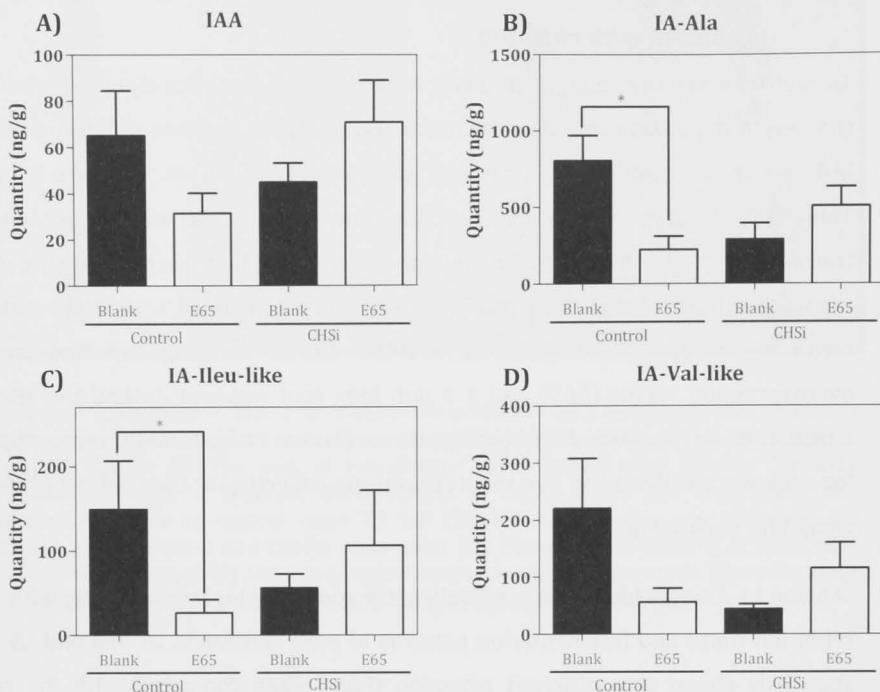 A) IAA
Quantity (ng/g)
100
80
60
40
20
0
Blank E65 Blank E65
Control CHSi
B) IA-Ala
Quantity (ng/g)
1500
1000
500
0
*
Blank E65 Blank E65
Control CHSi
C) IA-Ileu-like
Quantity (ng/g)
200
100
0
*
Blank E65 Blank E65
Control CHSi
D) IA-Val-like
Quantity (ng/g)
400
300
200
100
0
Blank E65 Blank E65
Control CHSi